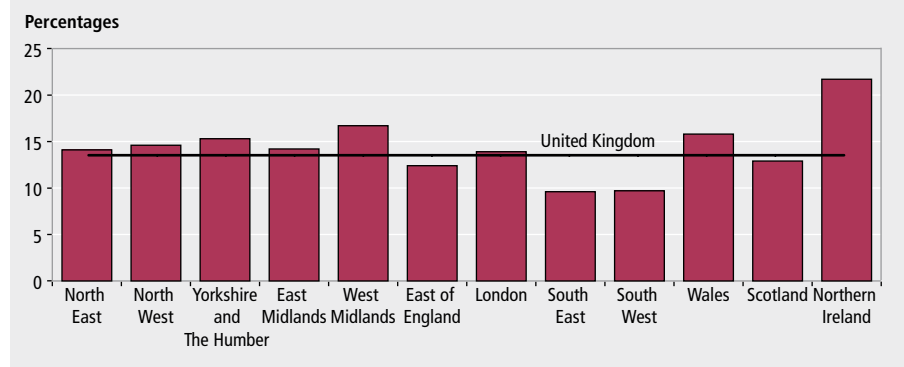 Percentages
25
20
15
10
5
0
United Kingdom
North East
North West
Yorkshire and The Humber
East Midlands
West Midlands
East of England
London
South East
South West
Wales
Scotland
Northern Ireland